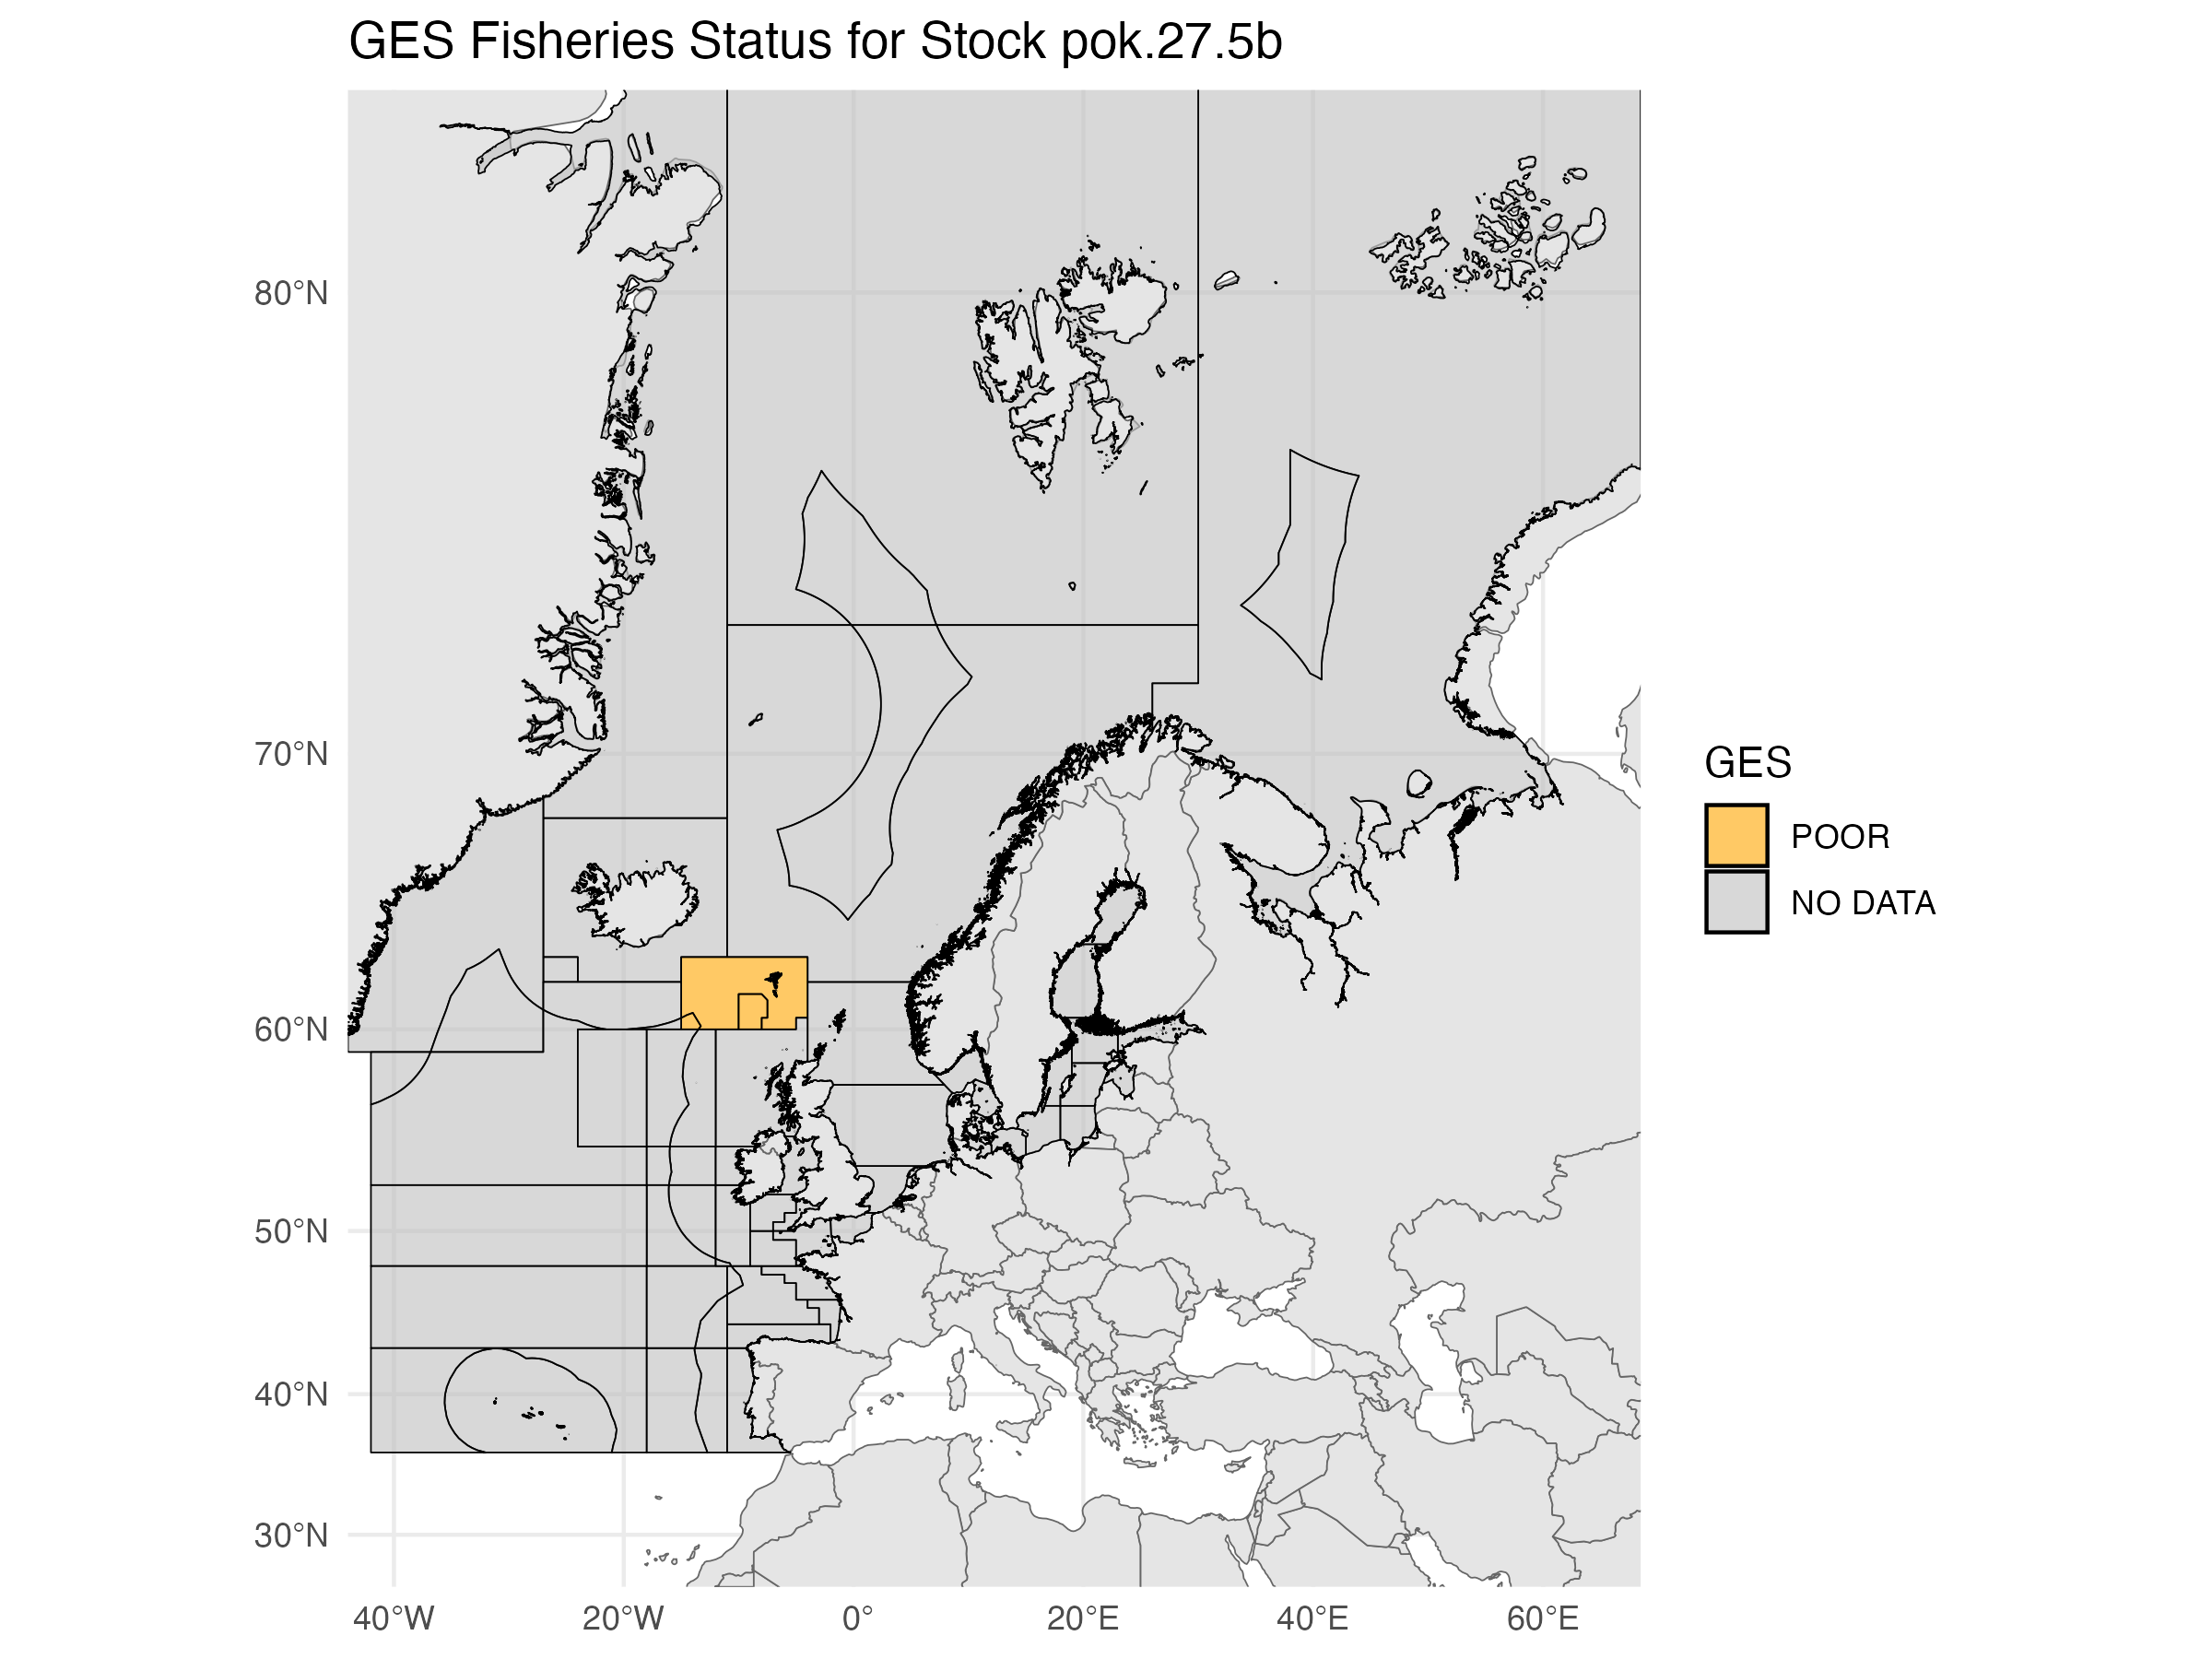 GES Fisheries Status for Stock pok.27.5b
80°N
70°N
60°N
50°N
40°N
30°N
40°W 20°W 0° 20°E 40°E 60°E
GES
POOR
NO DATA